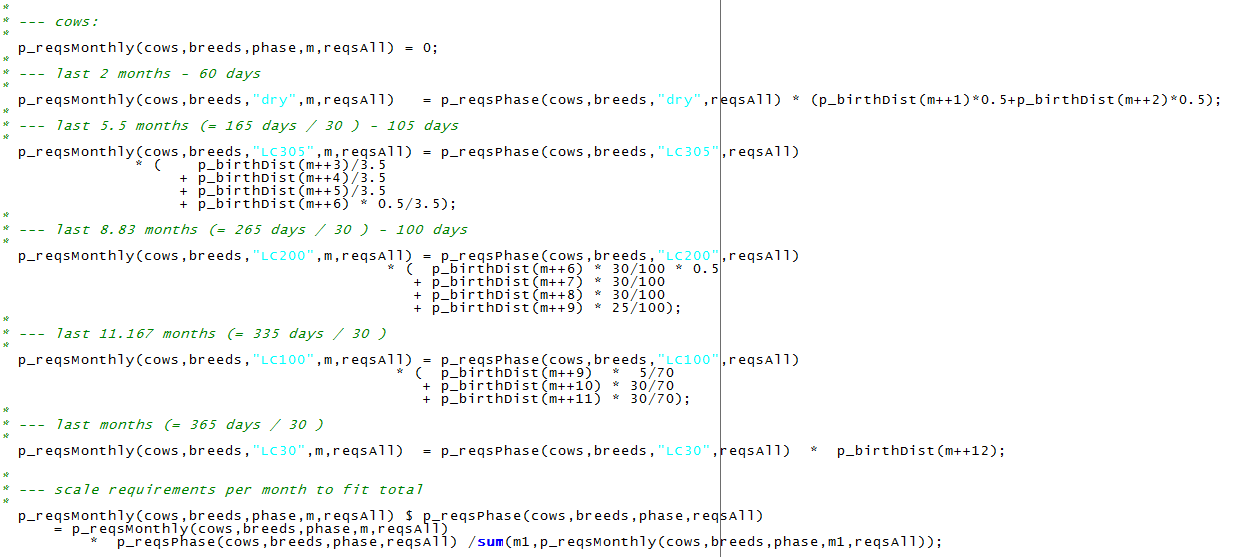 *
* --- cows:
*
p_reqsMonthly(cows,breeds,phase,m,reqsAll) = 0;
*
* --- last 2 months - 60 days
*
p_reqsMonthly(cows,breeds,"dry",m,reqsAll)   = p_reqsPhase(cows,breeds,"dry",reqsAll) * (p_birthDist(m++1)*0.5+p_birthDist(m++2)*0.5);
*
* --- last 5.5 months (= 165 days / 30 ) - 105 days
*
p_reqsMonthly(cows,breeds,"LC305",m,reqsAll) = p_reqsPhase(cows,breeds,"LC305",reqsAll)
* (    p_birthDist(m++3)/3.5
+ p_birthDist(m++4)/3.5
+ p_birthDist(m++5)/3.5
+ p_birthDist(m++6) * 0.5/3.5);
*
* --- last 8.83 months (= 265 days / 30 ) - 100 days
*
p_reqsMonthly(cows,breeds,"LC200",m,reqsAll) = p_reqsPhase(cows,breeds,"LC200",reqsAll)
* (  p_birthDist(m++6) * 30/100 * 0.5
+ p_birthDist(m++7) * 30/100
+ p_birthDist(m++8) * 30/100
+ p_birthDist(m++9) * 25/100);
*
* --- last 11.167 months (= 335 days / 30 )
*
p_reqsMonthly(cows,breeds,"LC100",m,reqsAll) = p_reqsPhase(cows,breeds,"LC100",reqsAll)
* (  p_birthDist(m++9)  *  5/70
+ p_birthDist(m++10) * 30/70
+ p_birthDist(m++11) * 30/70);
*
* --- last months (= 365 days / 30 )
*
p_reqsMonthly(cows,breeds,"LC30",m,reqsAll)  = p_reqsPhase(cows,breeds,"LC30",reqsAll)  *  p_birthDist(m++12);
*
* --- scale requirements per month to fit total
*
p_reqsMonthly(cows,breeds,phase,m,reqsAll) $ p_reqsPhase(cows,breeds,phase,reqsAll)
= p_reqsMonthly(cows,breeds,phase,m,reqsAll)
*  p_reqsPhase(cows,breeds,phase,reqsAll) /sum(m1,p_reqsMonthly(cows,breeds,phase,m1,reqsAll));